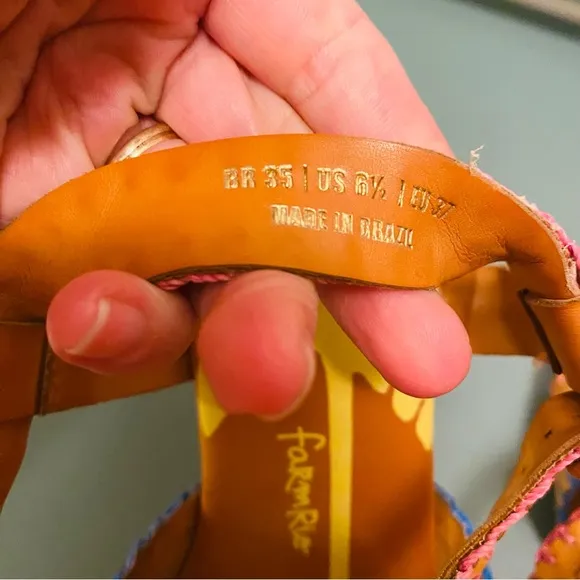 BR 35 | US 6½ | EU 37
MADE IN BRAZIL
FARM RIO